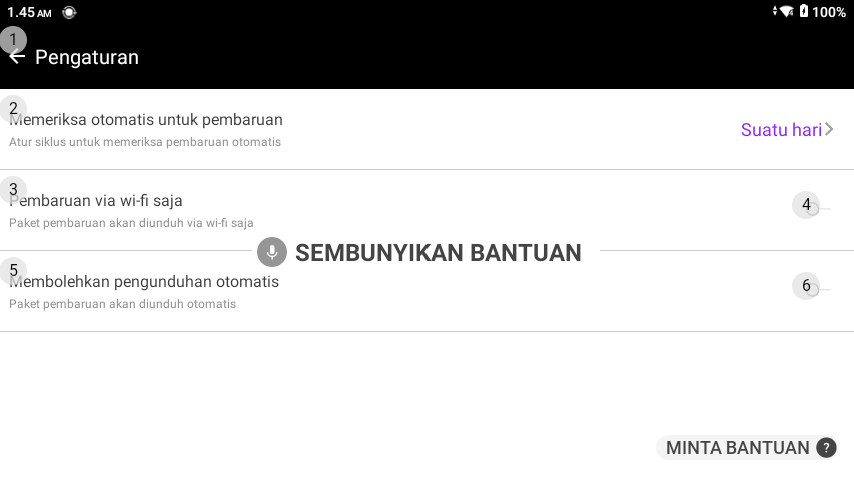 1.45 AM
100%
1
Pengaturan
2
Memeriksa otomatis untuk pembaruan
Atur siklus untuk memeriksa pembaruan otomatis
Suatu hari
3
Pembaruan via wi-fi saja
Paket pembaruan akan diunduh via wi-fi saja
4
SEMBUNYIKAN BANTUAN
5
Membolehkan pengunduhan otomatis
Paket pembaruan akan diunduh otomatis
6
MINTA BANTUAN ?